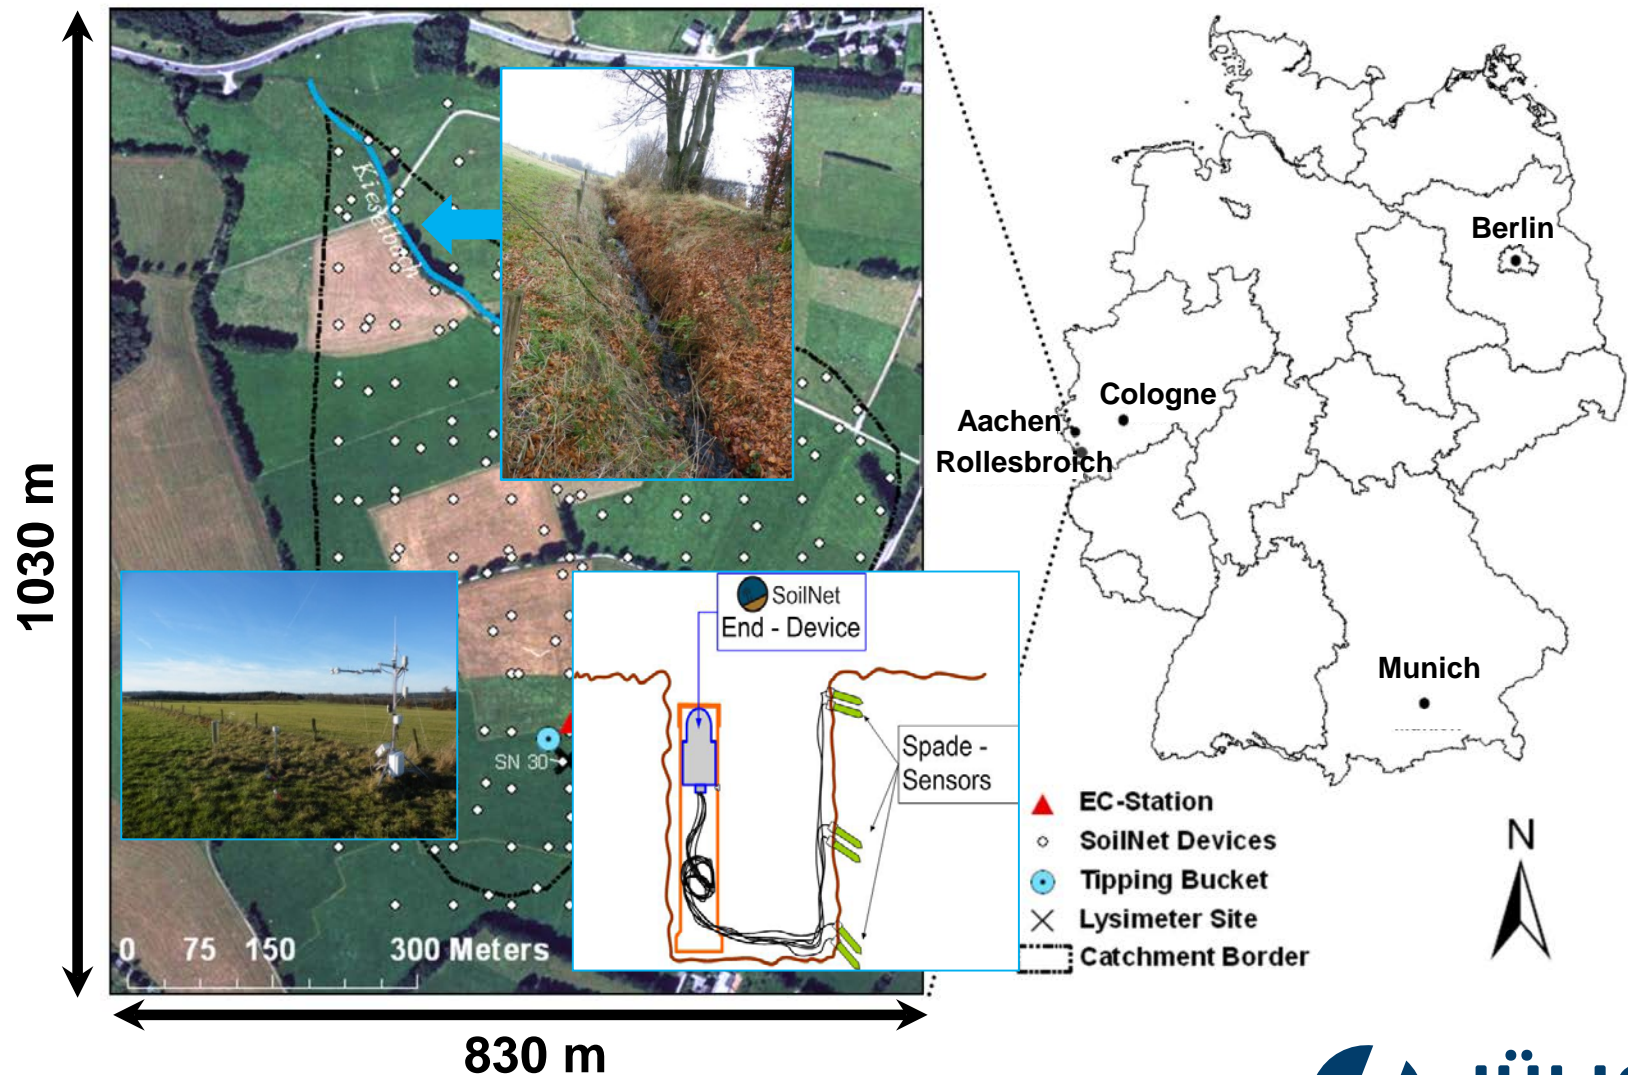 1030 m
830 m
Kieselbach
SN 30
0 75 150 300 Meters
SoilNet
End - Device
Spade -
Sensors
Berlin
Cologne
Aachen
Rollesbroich
Munich
EC-Station
SoilNet Devices
Tipping Bucket
Lysimeter Site
Catchment Border
N